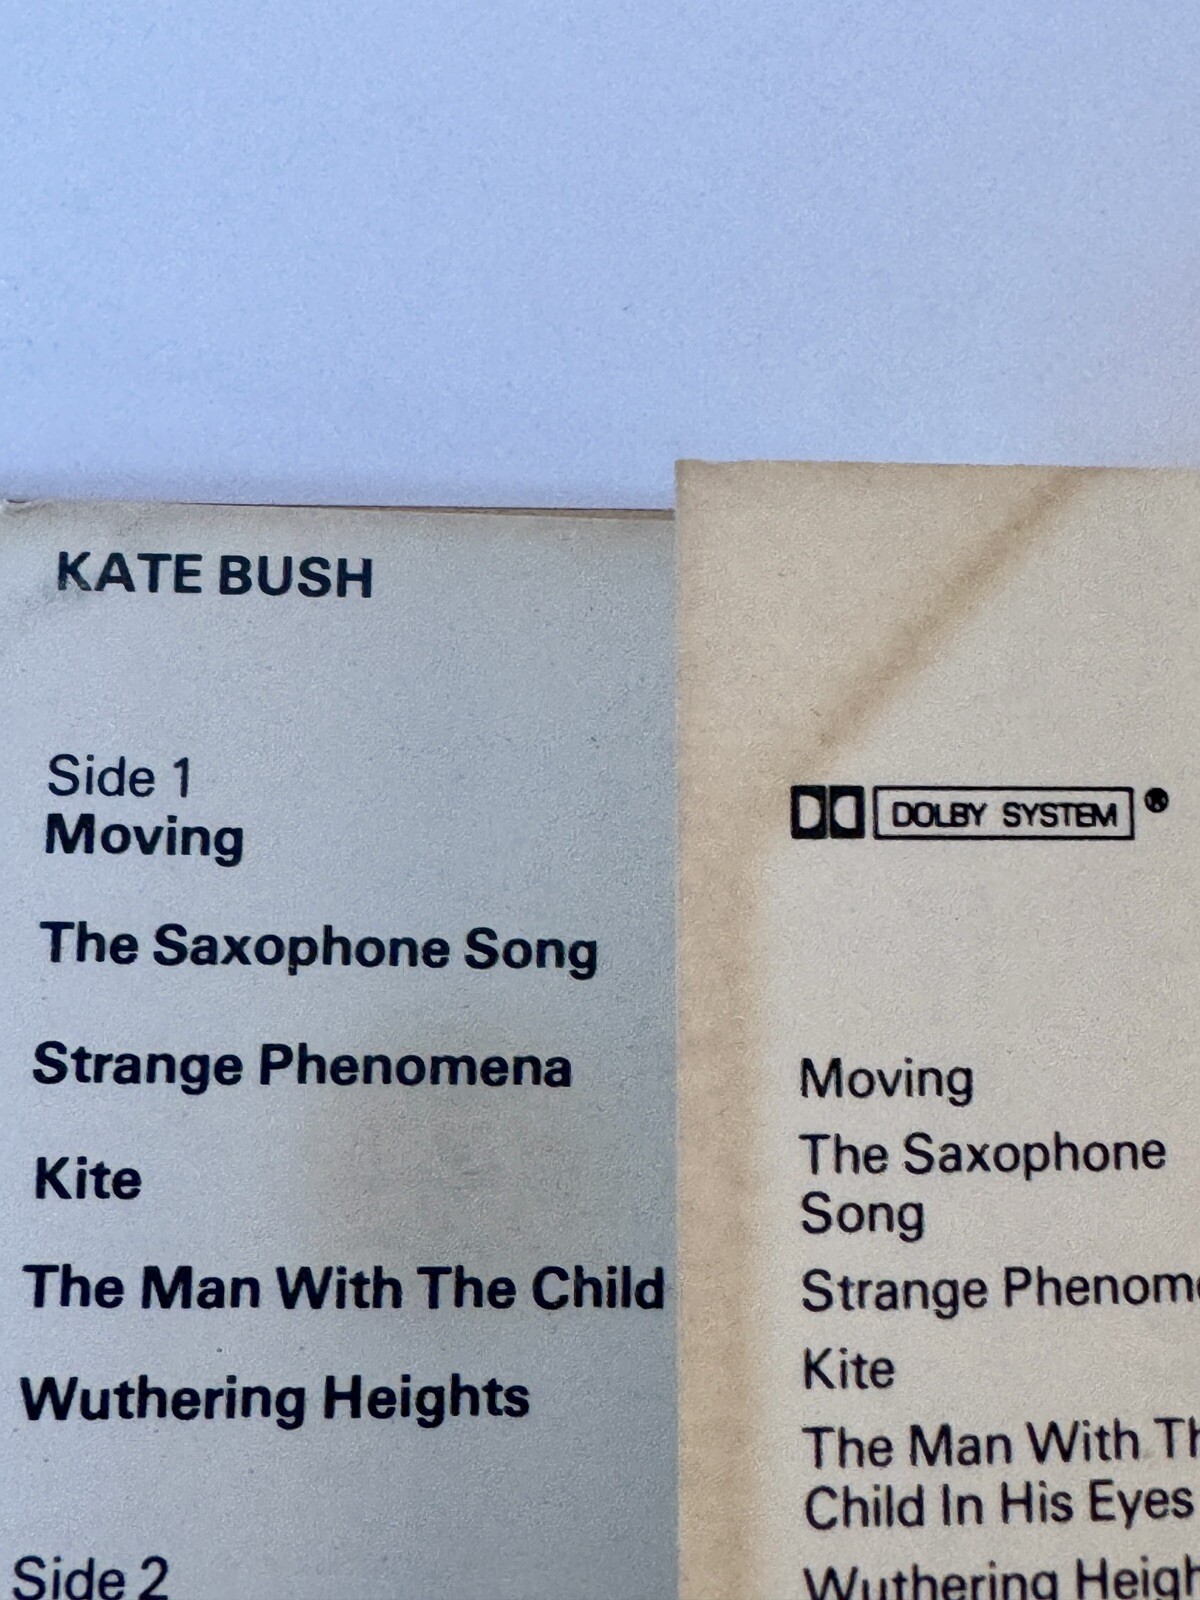 KATE BUSH
Side 1
Moving
The Saxophone Song
Strange Phenomena
Kite
The Man With The Child
Wuthering Heights
Side 2
DOLBY SYSTEM ®
Moving
The Saxophone
Song
Strange Phenom
Kite
The Man With Th
Child In His Eyes
Wuthering Heigh